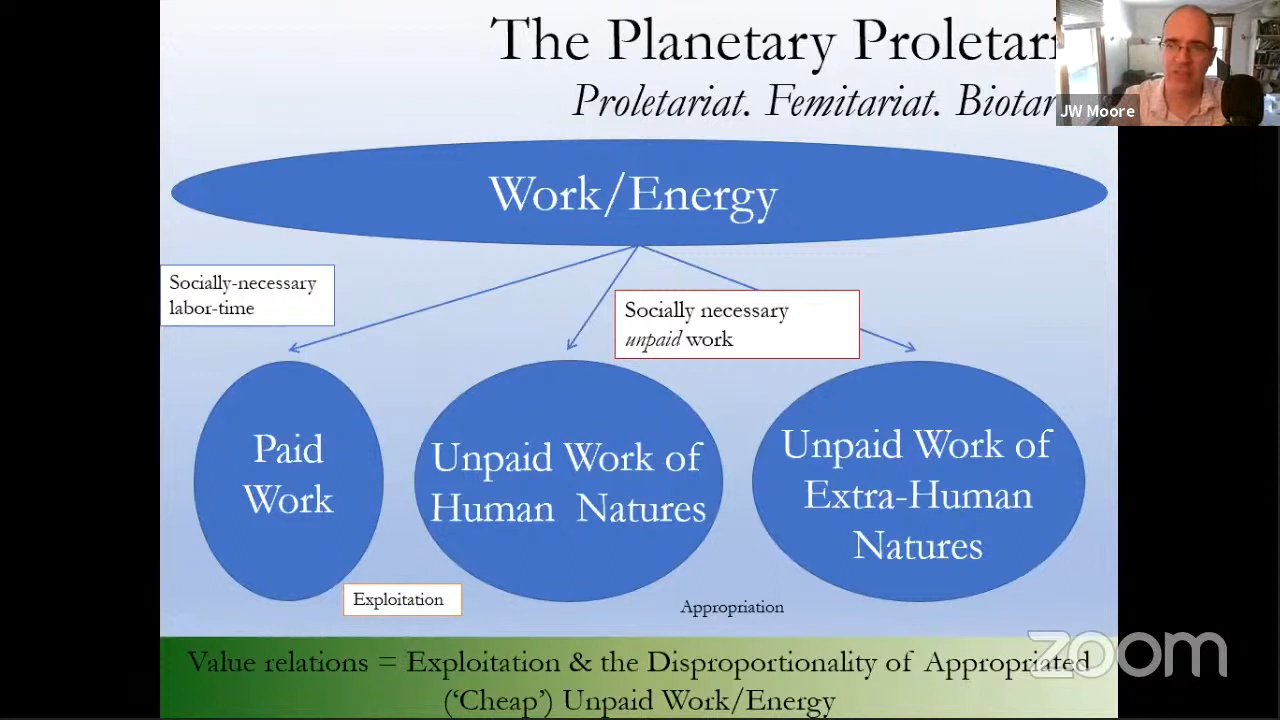 The Planetary Proletari
Proletariat. Femitariat. Biotar
JW Moore
Work/Energy
Socially-necessary
labor-time
Socially necessary
unpaid work
Paid
Work
Unpaid Work of
Human Natures
Unpaid Work of
Extra-Human
Natures
Exploitation
Appropriation
Value relations = Exploitation & the Disproportionality of Appropriated
(‘Cheap’) Unpaid Work/Energy
zoom